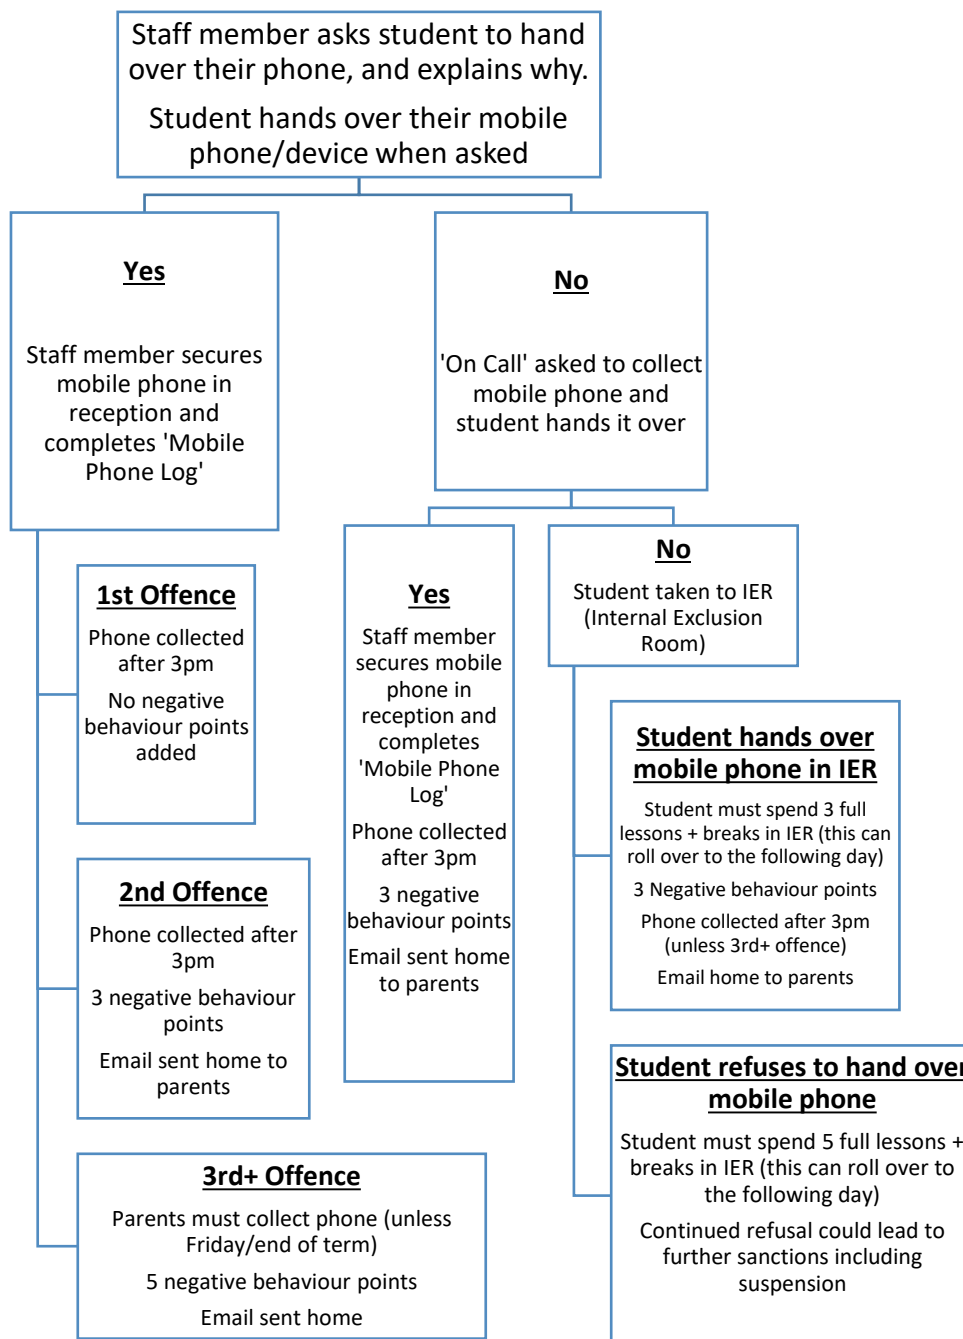 Staff member asks student to hand
over their phone, and explains why.
Student hands over their mobile
phone/device when asked
Yes
Staff member secures
mobile phone in
reception and
completes 'Mobile
Phone Log'
1st Offence
Phone collected
after 3pm
No negative
behaviour points
added
2nd Offence
Phone collected after
3pm
3 negative behaviour
points
Email sent home to
parents
3rd+ Offence
Parents must collect phone (unless
Friday/end of term)
5 negative behaviour points
Email sent home
No
'On Call' asked to collect
mobile phone and
student hands it over
Yes
Staff member
secures mobile
phone in
reception and
completes
'Mobile Phone
Log'
Phone collected
after 3pm
3 negative
behaviour points
Email sent home
to parents
No
Student taken to IER
(Internal Exclusion
Room)
Student hands over
mobile phone in IER
Student must spend 3 full
lessons + breaks in IER (this can
roll over to the following day)
3 Negative behaviour points
Phone collected after 3pm
(unless 3rd+ offence)
Email home to parents
Student refuses to hand over
mobile phone
Student must spend 5 full lessons +
breaks in IER (this can roll over to
the following day)
Continued refusal could lead to
further sanctions including
suspension